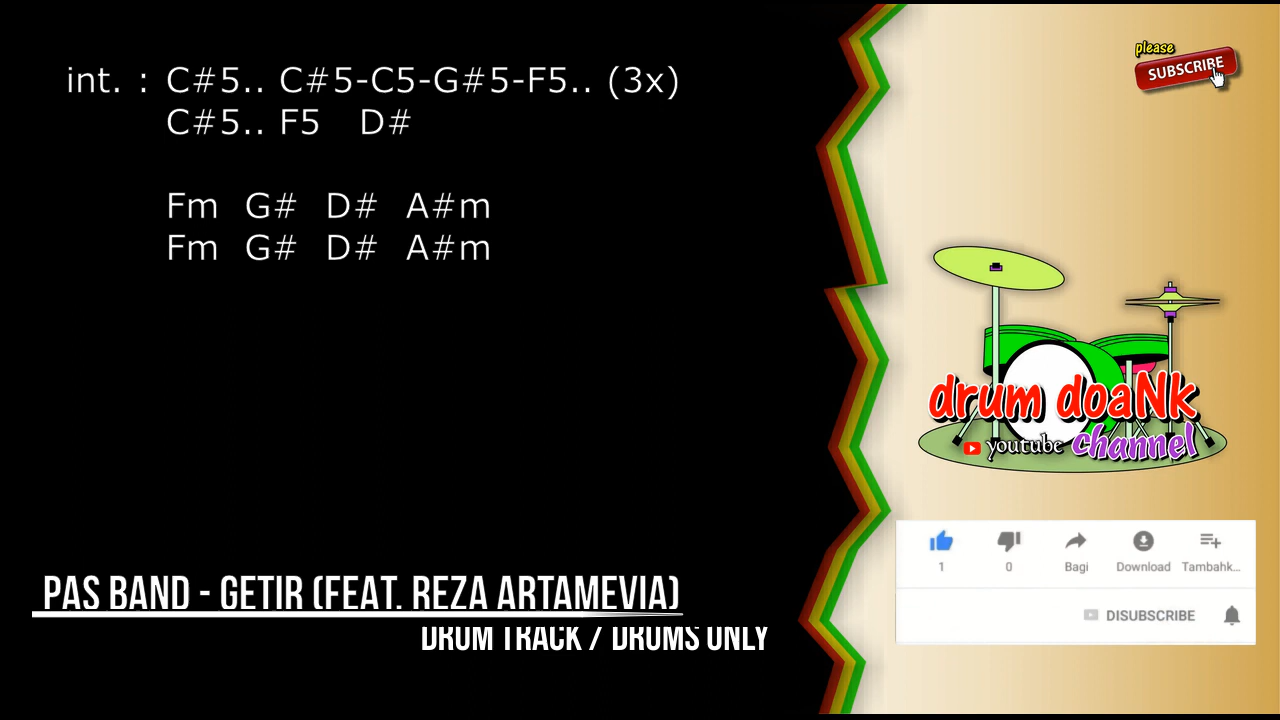 int. : C#5.. C#5-C5-G#5-F5.. (3x)
C#5.. F5 D#
Fm G# D# A#m
Fm G# D# A#m
PAS BAND - GETIR (FEAT. REZA ARTAMEVIA)
DRUM TRACK / DRUMS ONLY
please
SUBSCRIBE
drum doaNk
youtube channel
1 0 Bagi Download Tambahk...
DISUBSCRIBE